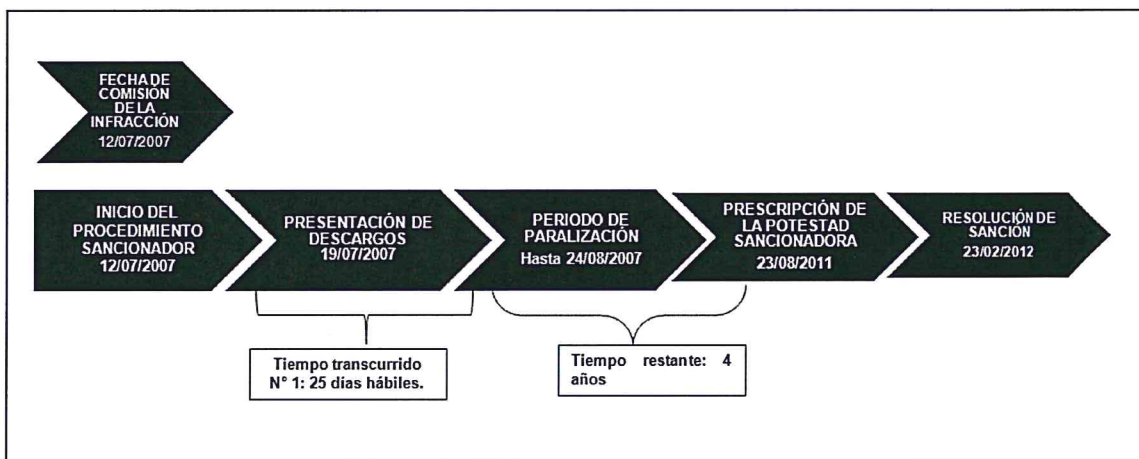 FECHA DE
COMISIÓN
DE LA
INFRACCIÓN
12/07/2007
INICIO DEL
PROCEDIMIENTO
SANCIONADOR
12/07/2007
PRESENTACIÓN DE
DESCARGOS
19/07/2007
PERIODO DE
PARALIZACIÓN
Hasta 24/08/2007
PRESCRIPCIÓN DE
LA POTESTAD
SANCIONADORA
23/08/2011
RESOLUCIÓN DE
SANCIÓN
23/02/2012
Tiempo transcurrido
N° 1: 25 días hábiles.
Tiempo restante: 4
años